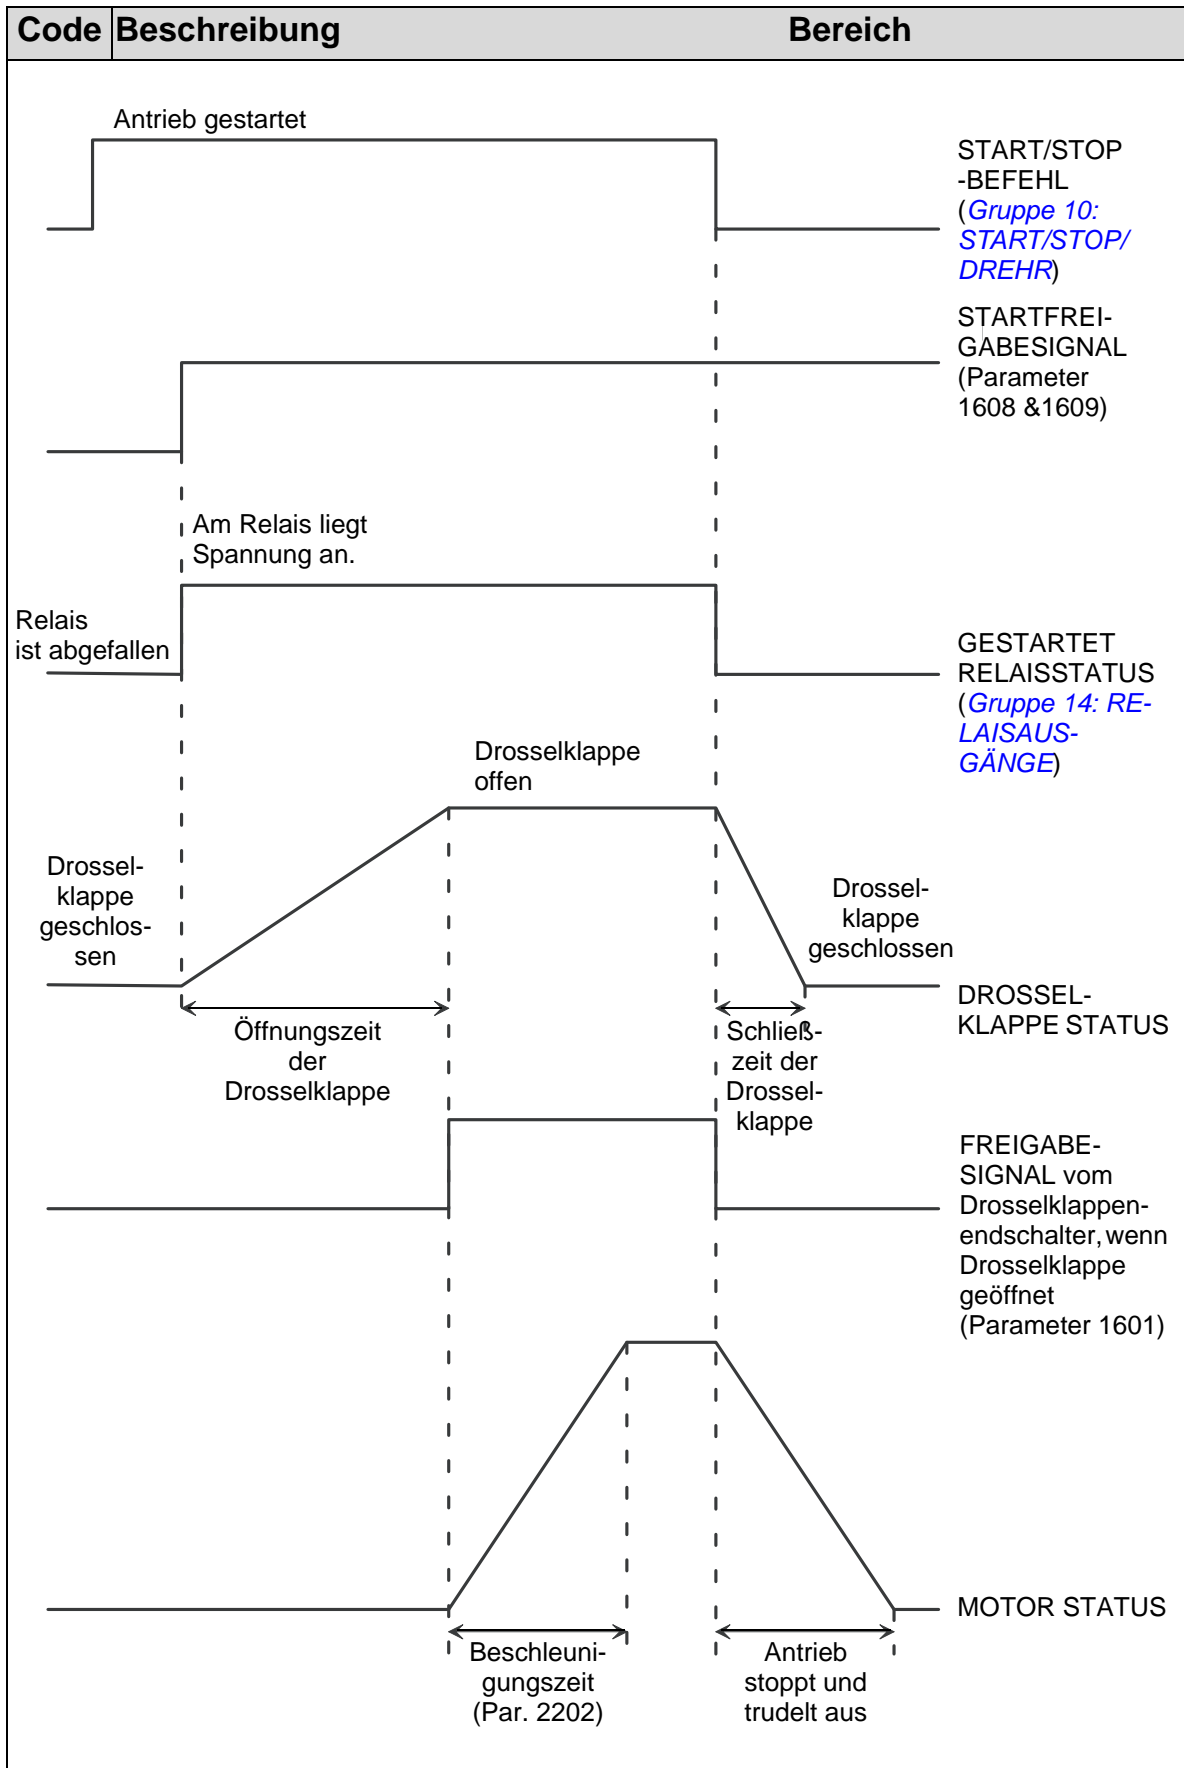 Code Beschreibung Bereich
Antrieb gestartet
START/STOP
-BEFEHL
(Gruppe 10:
START/STOP/
DREHR)
STARTFREI-
GABESIGNAL
(Parameter
1608 &1609)
Am Relais liegt
Spannung an.
Relais
ist abgefallen
GESTARTET
RELAISSTATUS
(Gruppe 14: RE-
LAISAUS-
GÄNGE)
Drosselklappe
offen
Drossel-
klappe
geschlos-
sen
Drossel-
klappe
geschlossen
DROSSEL-
KLAPPE STATUS
Öffnungszeit
der
Drosselklappe
Schließ-
zeit der
Drossel-
klappe
FREIGABE-
SIGNAL vom
Drosselklappen-
endschalter, wenn
Drosselklappe
geöffnet
(Parameter 1601)
MOTOR STATUS
Beschleuni-
gungszeit
(Par. 2202)
Antrieb
stoppt und
trudelt aus